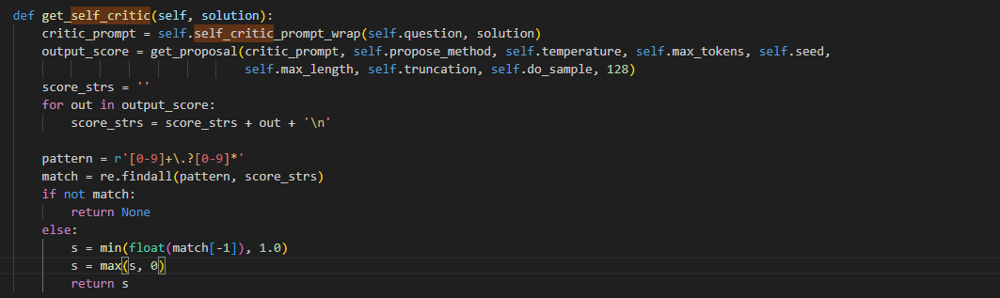 def get_self_critic(self, solution):
    critic_prompt = self.self_critic_prompt_wrap(self.question, solution)
    output_score = get_proposal(critic_prompt, self.propose_method, self.temperature, self.max_tokens, self.seed,
                                self.max_length, self.truncation, self.do_sample, 128)
    score_strs = ''
    for out in output_score:
        score_strs = score_strs + out + '\n'

    pattern = r'[0-9]+\.?[0-9]*'
    match = re.findall(pattern, score_strs)
    if not match:
        return None
    else:
        s = min(float(match[-1]), 1.0)
        s = max(s, 0)
        return s